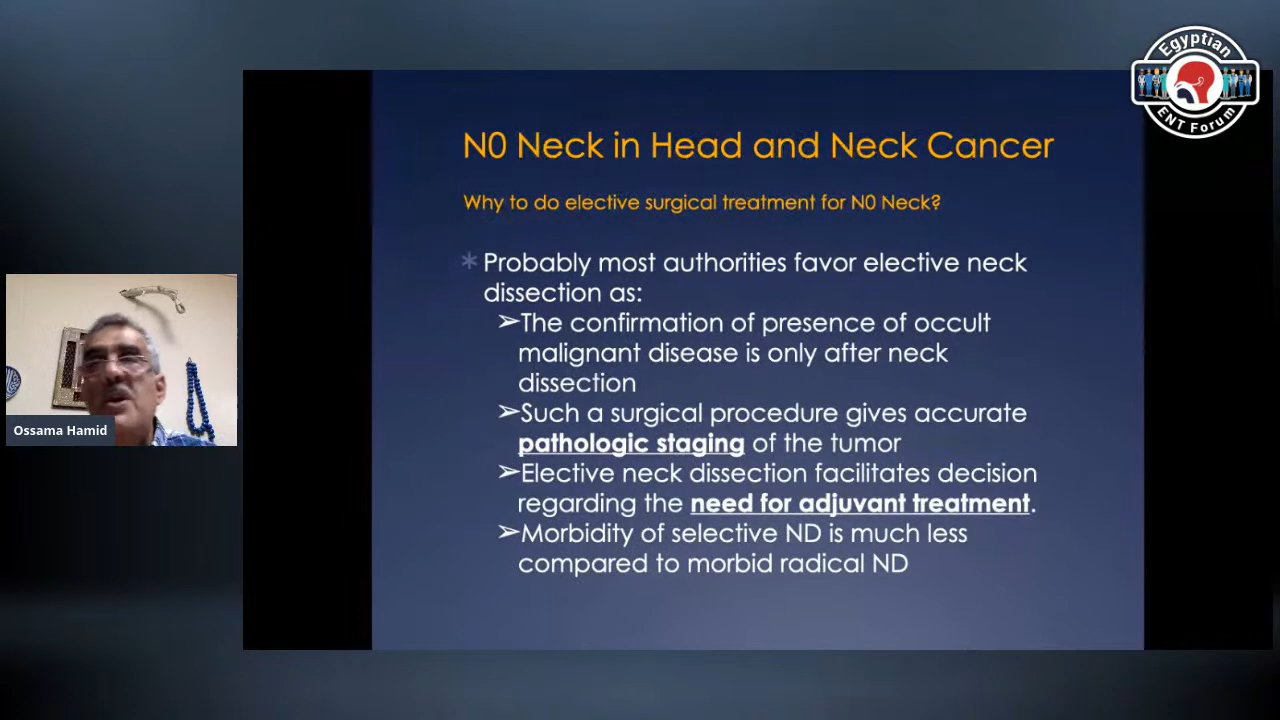 Egyptian
ENT Forum
N0 Neck in Head and Neck Cancer
Why to do elective surgical treatment for N0 Neck?
* Probably most authorities favor elective neck
dissection as:
➢The confirmation of presence of occult
malignant disease is only after neck
dissection
➢Such a surgical procedure gives accurate
pathologic staging of the tumor
➢Elective neck dissection facilitates decision
regarding the need for adjuvant treatment.
➢Morbidity of selective ND is much less
compared to morbid radical ND
Ossama Hamid